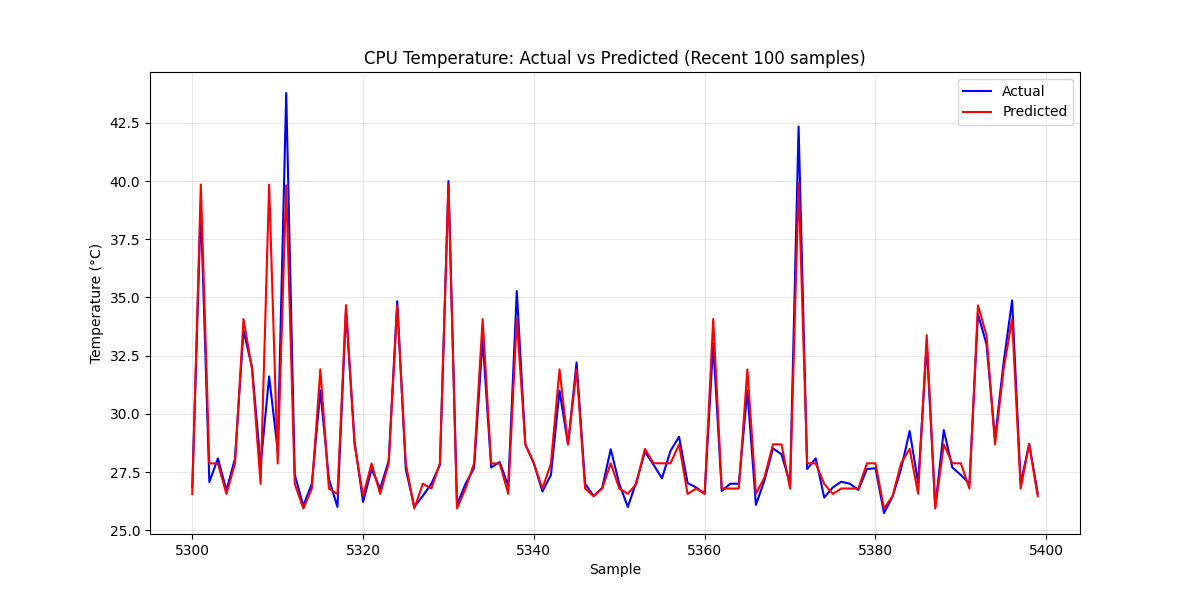 CPU Temperature: Actual vs Predicted (Recent 100 samples)
Actual
Predicted
Temperature (°C)
42.5
40.0
37.5
35.0
32.5
30.0
27.5
25.0
5300
5320
5340
5360
5380
5400
Sample